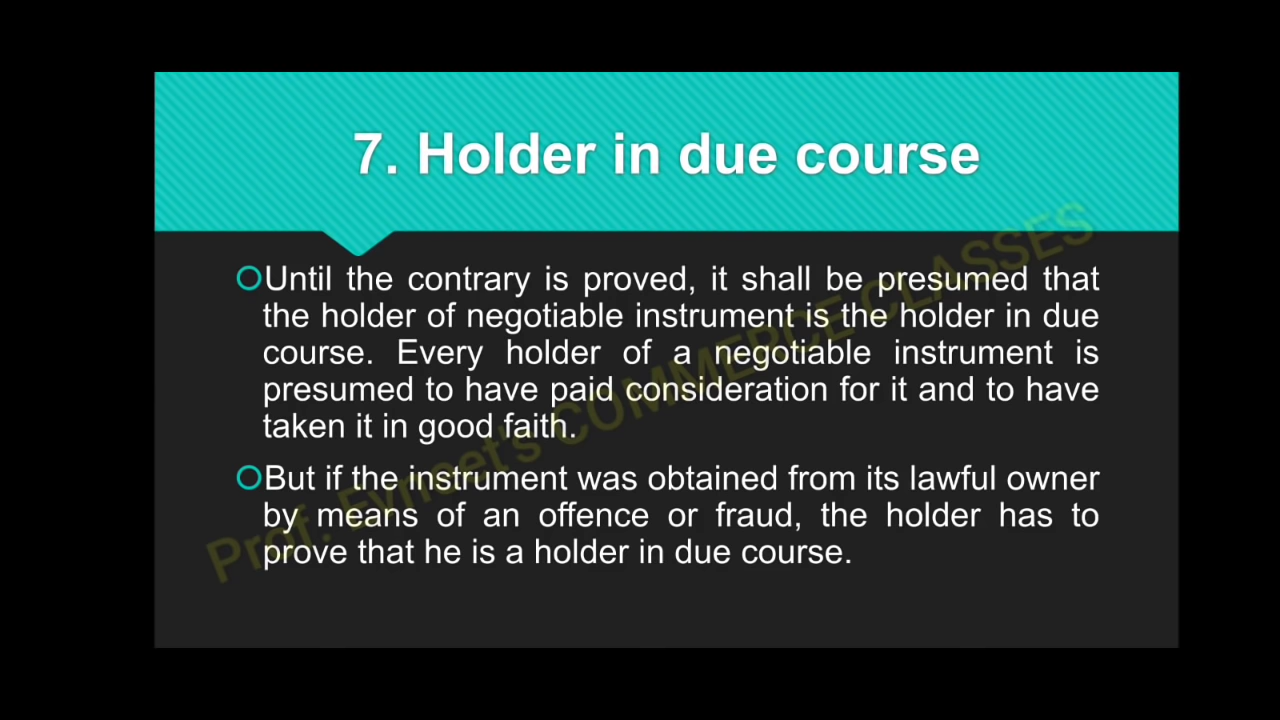 7. Holder in due course
Until the contrary is proved, it shall be presumed that
the holder of negotiable instrument is the holder in due
course. Every holder of a negotiable instrument is
presumed to have paid consideration for it and to have
taken it in good faith.
But if the instrument was obtained from its lawful owner
by means of an offence or fraud, the holder has to
prove that he is a holder in due course.
Prof. Evneet's COMMERCE CLASSES